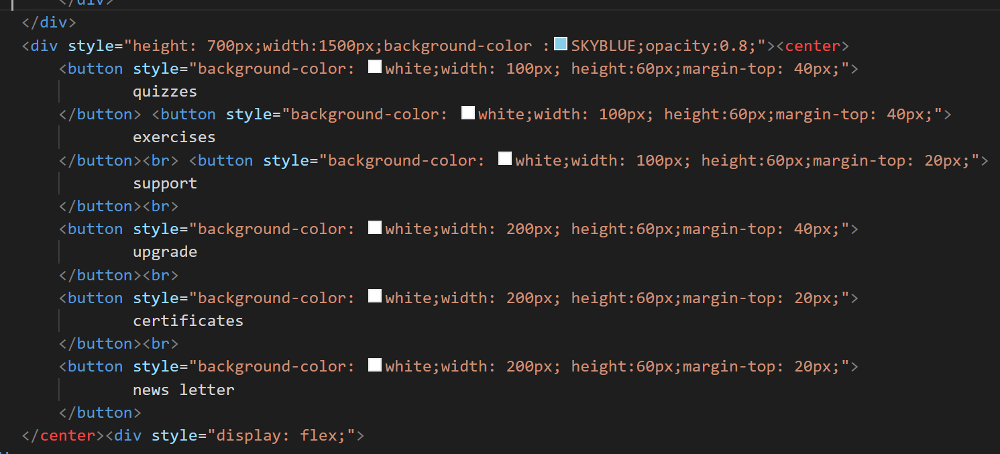 </div>
</div>
<div style="height: 700px;width:1500px;background-color :SKYBLUE;opacity:0.8;"><center>
<button style="background-color: white;width: 100px; height:60px;margin-top: 40px;">
quizzes
</button> <button style="background-color: white;width: 100px; height:60px;margin-top: 40px;">
exercises
</button><br> <button style="background-color: white;width: 100px; height:60px;margin-top: 20px;">
support
</button><br>
<button style="background-color: white;width: 200px; height:60px;margin-top: 40px;">
upgrade
</button><br>
<button style="background-color: white;width: 200px; height:60px;margin-top: 20px;">
certificates
</button><br>
<button style="background-color: white;width: 200px; height:60px;margin-top: 20px;">
news letter
</button>
</center><div style="display: flex;">